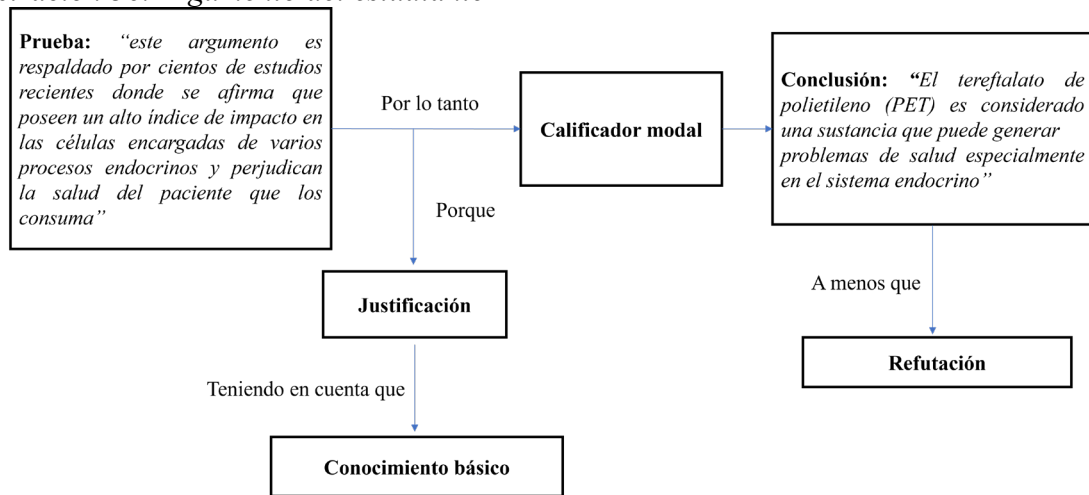 Prueba: “este argumento es
respaldado por cientos de estudios
recientes donde se afirma que
poseen un alto índice de impacto en
las células encargadas de varios
procesos endocrinos y perjudican
la salud del paciente que los
consuma”
Por lo tanto
Calificador modal
Conclusión: “El tereftalato de
polietileno (PET) es considerado
una sustancia que puede generar
problemas de salud especialmente
en el sistema endocrino”
Porque
Justificación
A menos que
Refutación
Teniendo en cuenta que
Conocimiento básico